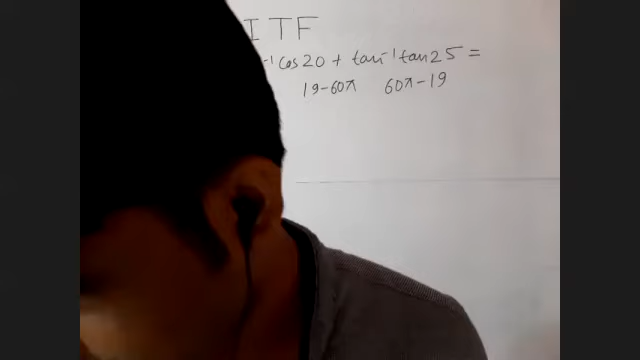 ITF
⁻¹ cos 20 + tan⁻¹ tan 25 =
19-60π 60π-19